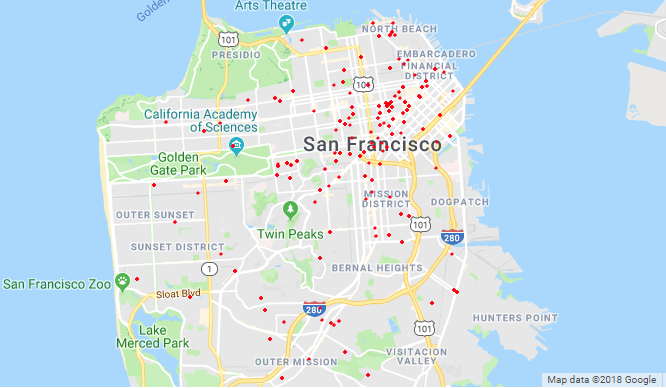 Golden
Arts Theatre
101
PRESIDIO
NORTH BEACH
EMBARCADERO
FINANCIAL
DISTRICT
101
California Academy
of Sciences
San Francisco
Golden
Gate Park
MISSION
DISTRICT
DOGPATCH
OUTER SUNSET
101
Twin Peaks
280
SUNSET DISTRICT
1
BERNAL HEIGHTS
San Francisco Zoo
Sloat Blvd
280
HUNTERS POINT
101
Lake
Merced Park
VISITACION
VALLEY
OUTER MISSION
Map data ©2018 Google